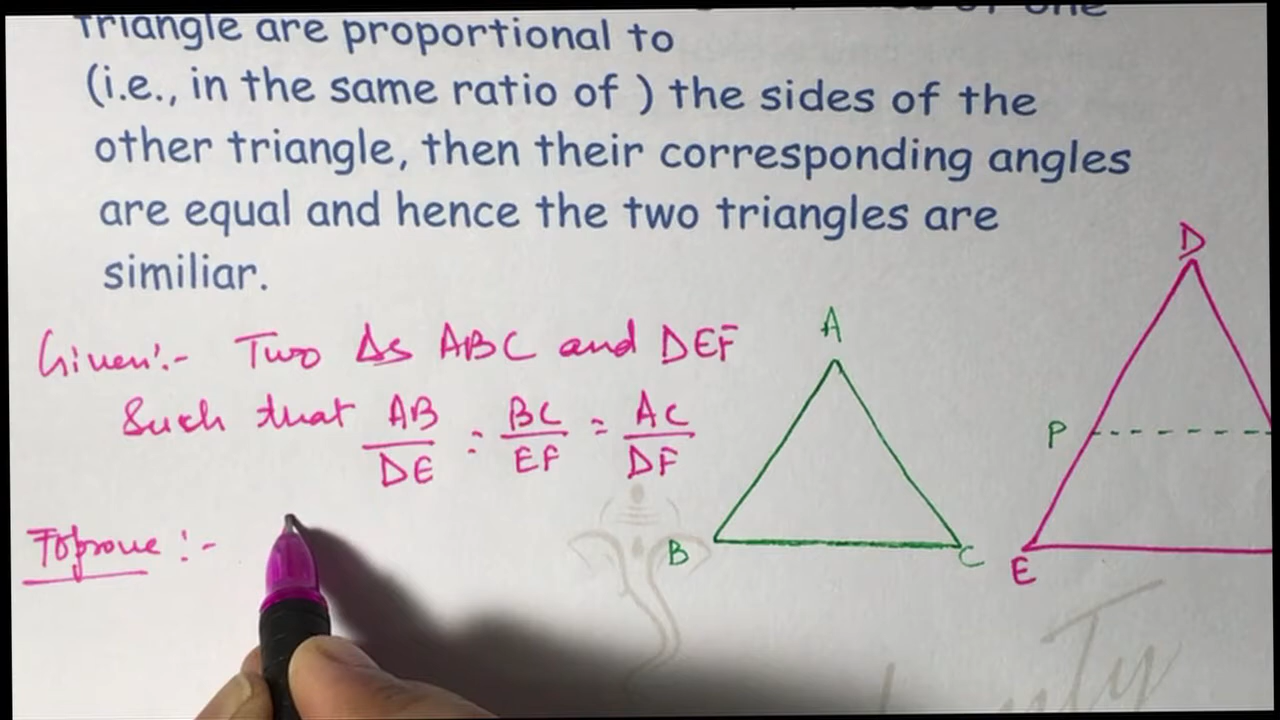 Triangle are proportional to
(i.e., in the same ratio of ) the sides of the
other triangle, then their corresponding angles
are equal and hence the two triangles are
similiar.
Given:- Two Δs ABC and DEF
Such that AB/DE = BC/EF = AC/DF
To prove :-
A
B
C
D
P
E